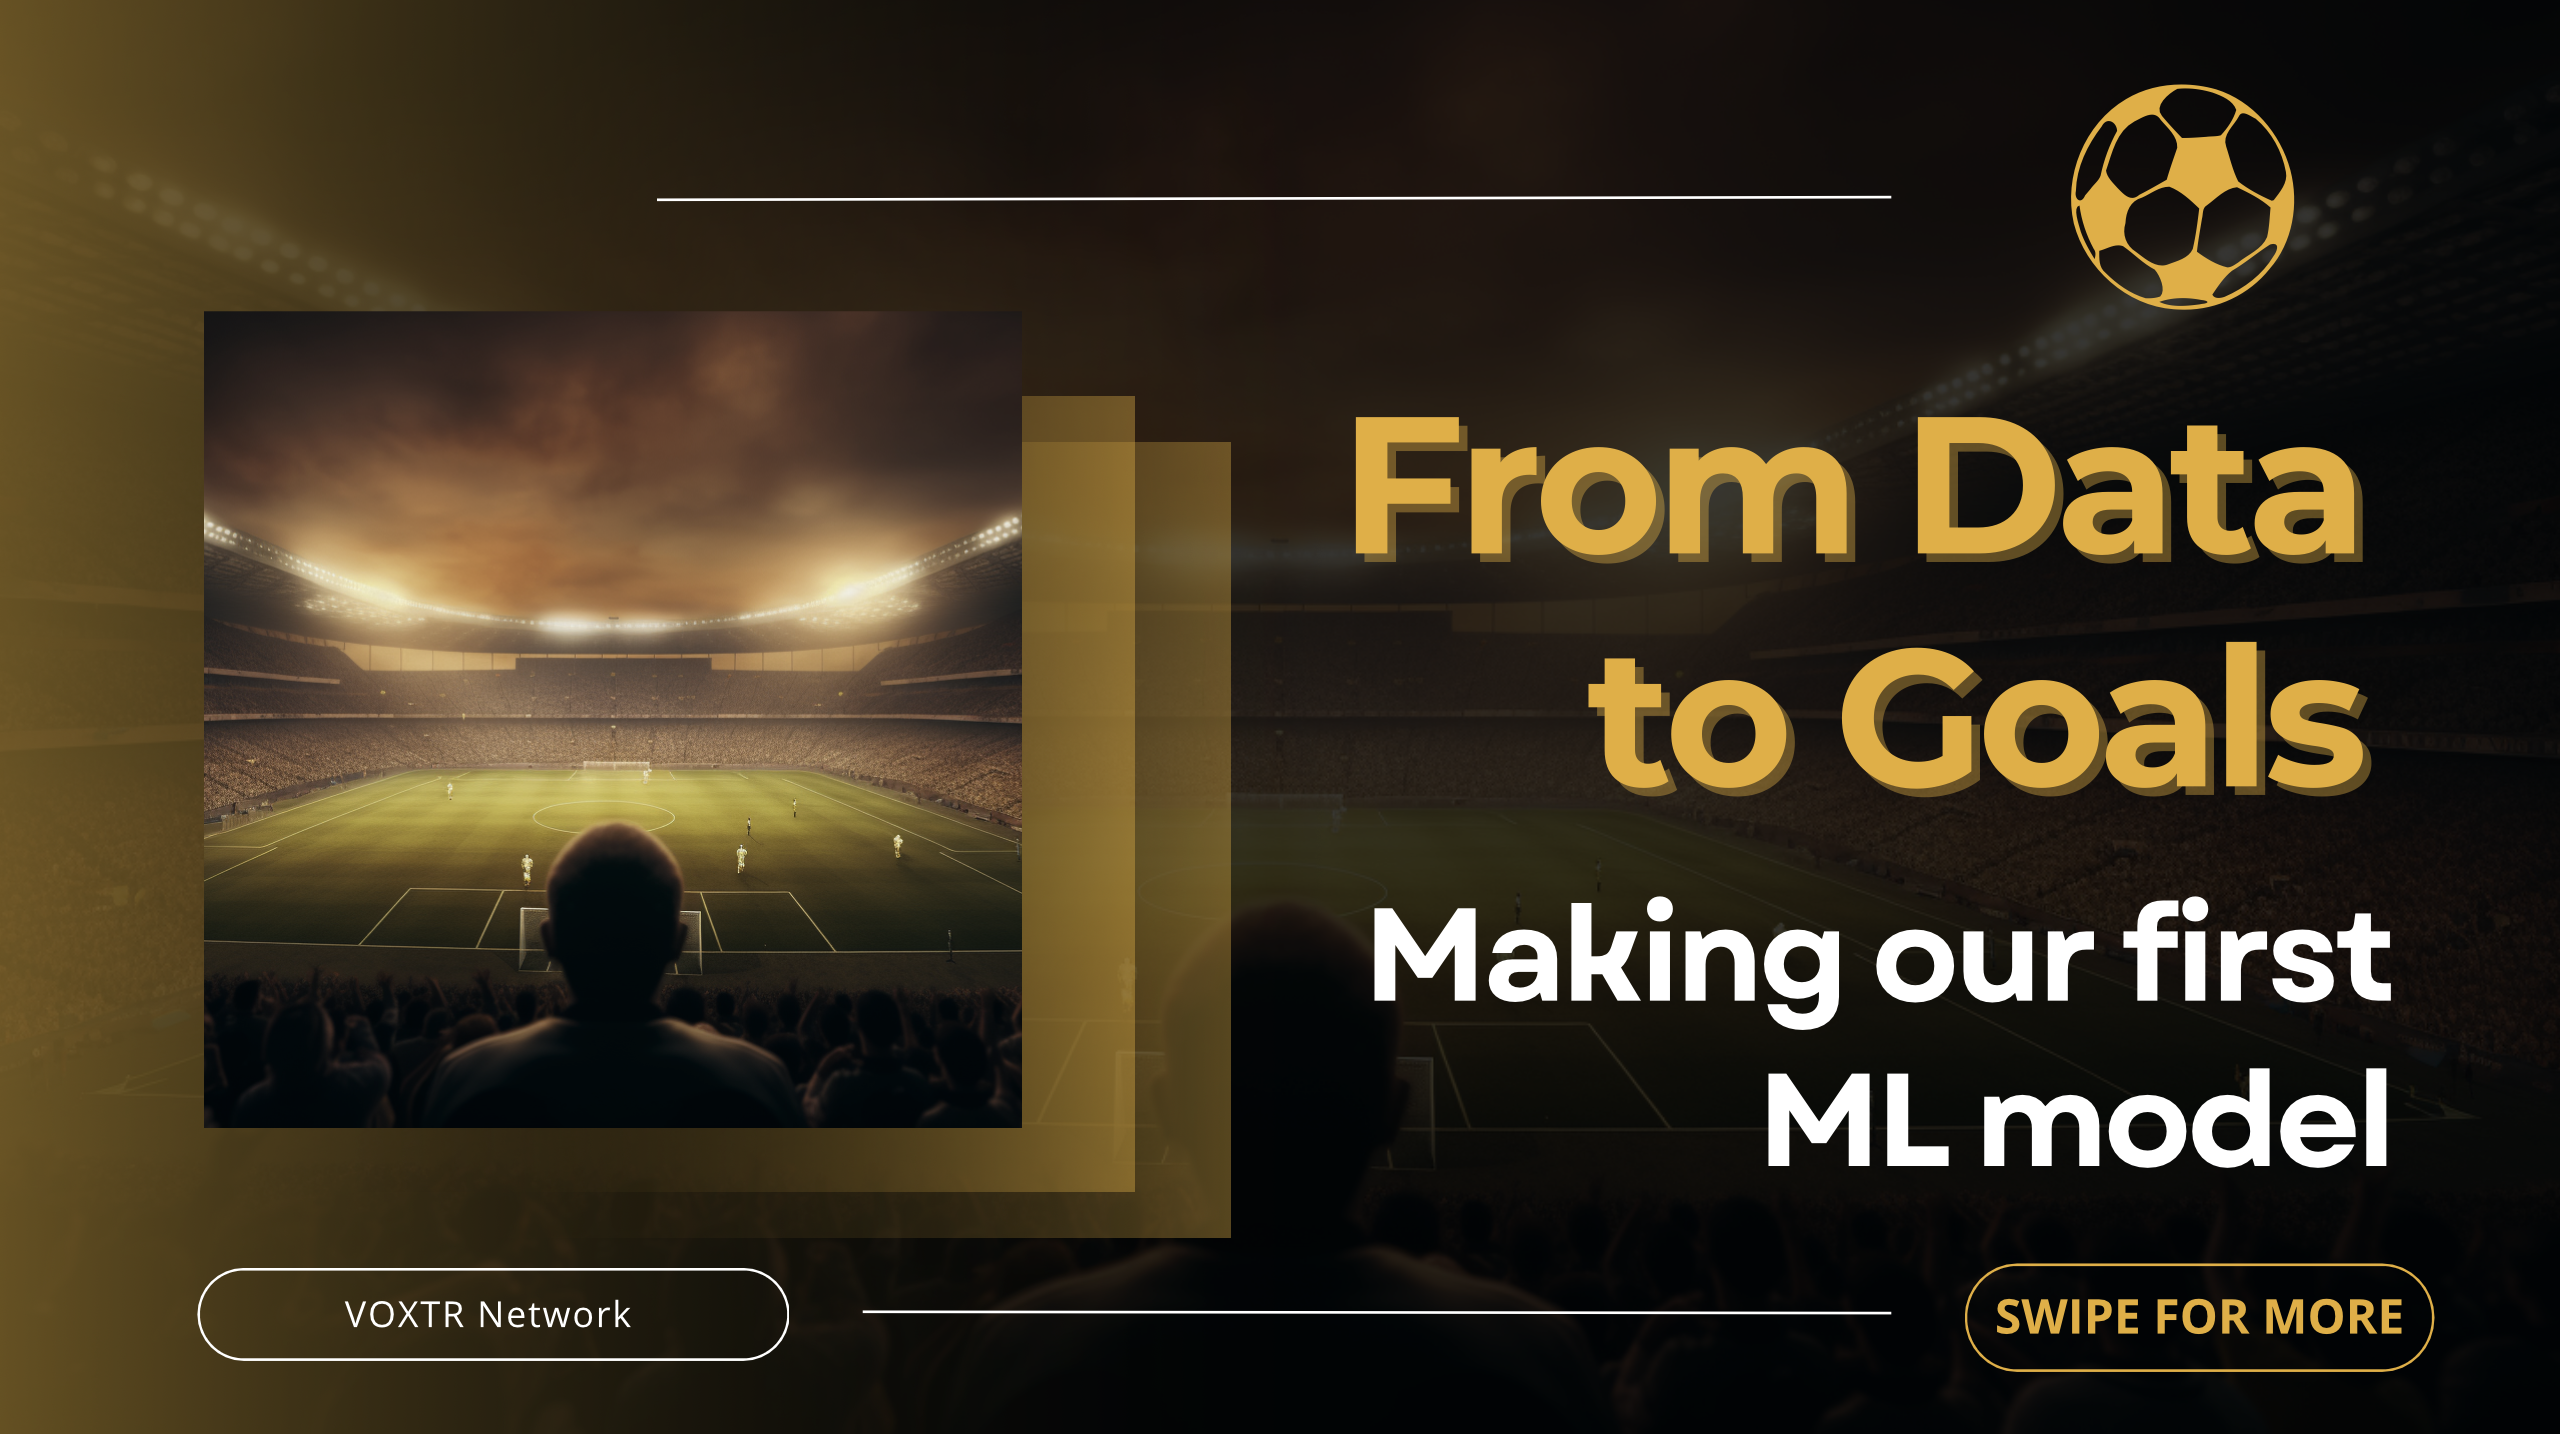 From Data
to Goals
Making our first
ML model
VOXTR Network
SWIPE FOR MORE